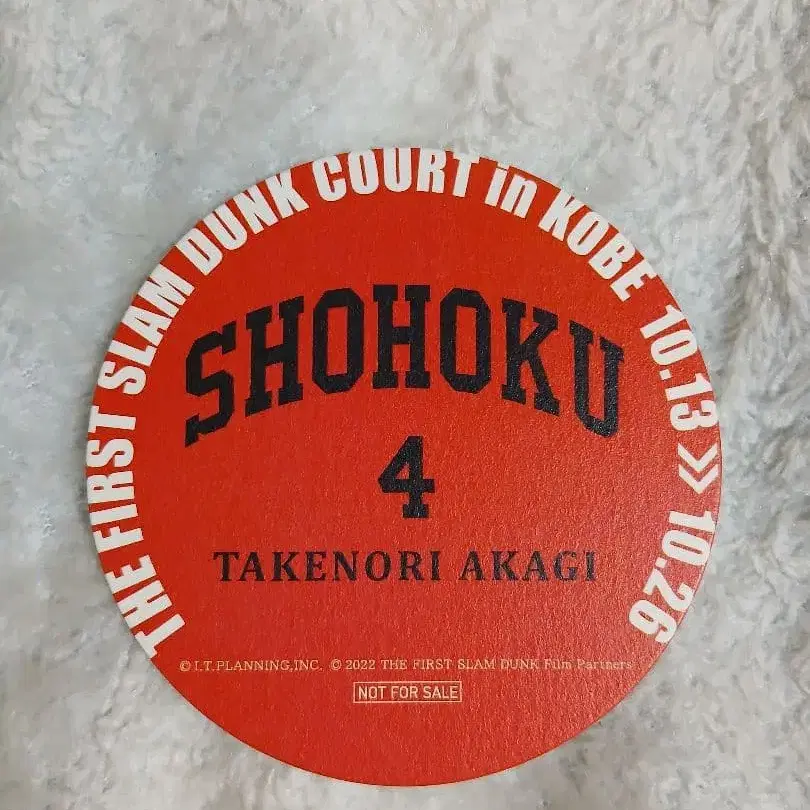 THE FIRST SLAM DUNK COURT in KOBE 10.13 » 10.26
SHOHOKU
4
TAKENORI AKAGI
© I.T.PLANNING,INC. © 2022 THE FIRST SLAM DUNK Film Partners
NOT FOR SALE